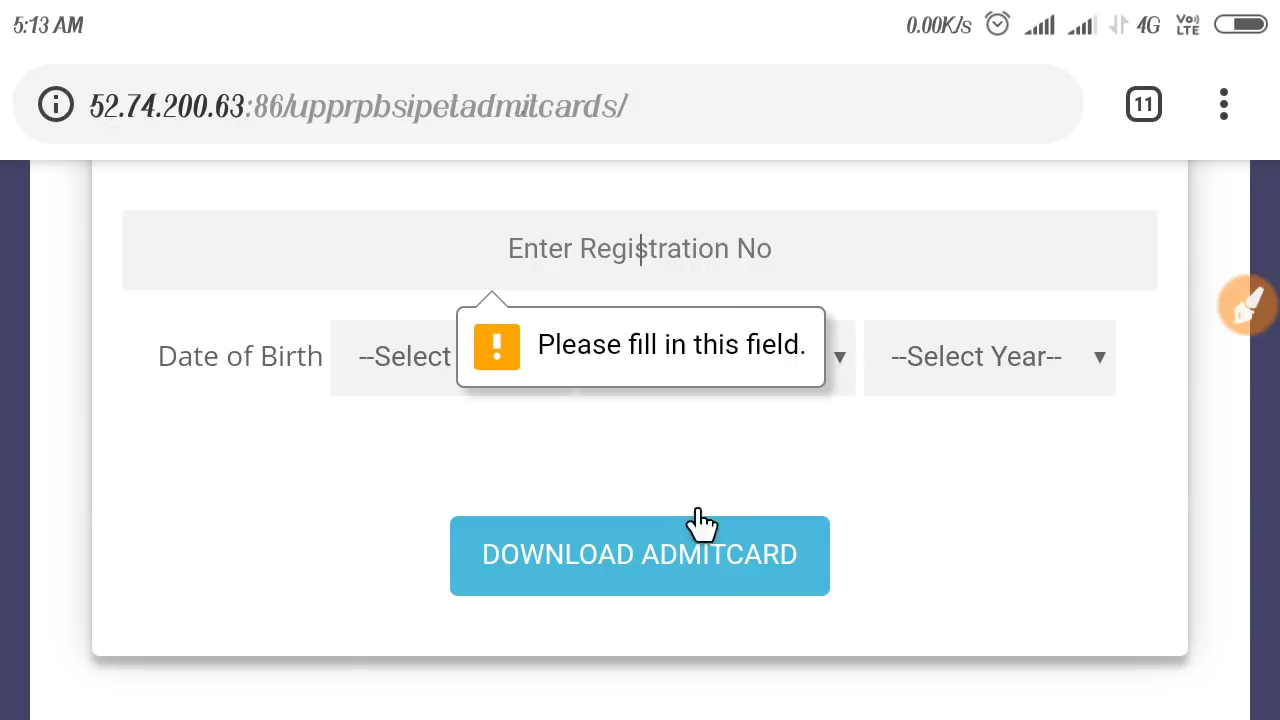 5:13 AM
0.00K/s 4G Vo) LTE
52.74.200.63:86/upprpbsipetadmitcards/
11
Enter Registration No
Please fill in this field.
Date of Birth --Select --Select Year--
DOWNLOAD ADMITCARD